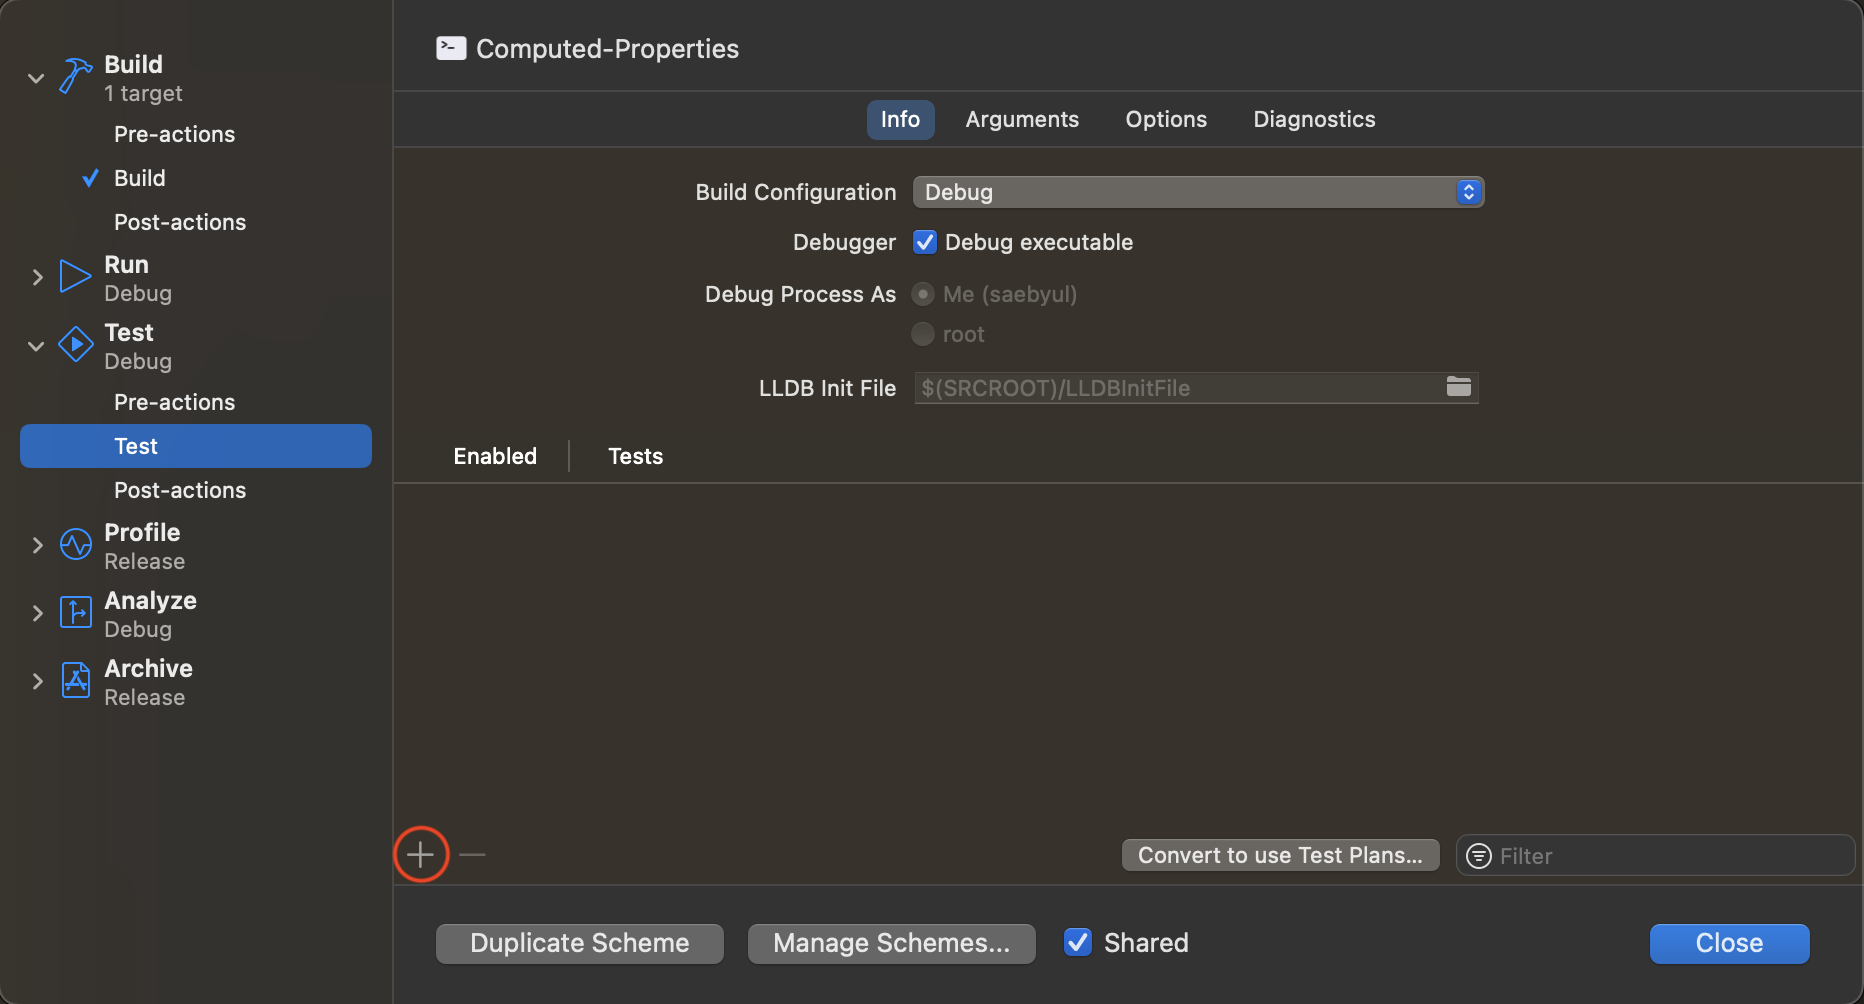 Build
1 target
Pre-actions
Build
Post-actions
Run
Debug
Test
Debug
Pre-actions
Test
Post-actions
Profile
Release
Analyze
Debug
Archive
Release
Computed-Properties
Info Arguments Options Diagnostics
Build Configuration Debug
Debugger Debug executable
Debug Process As Me (saebyul)
root
LLDB Init File $(SRCROOT)/LLDBInitFile
Enabled Tests
Convert to use Test Plans... Filter
Duplicate Scheme Manage Schemes... Shared Close